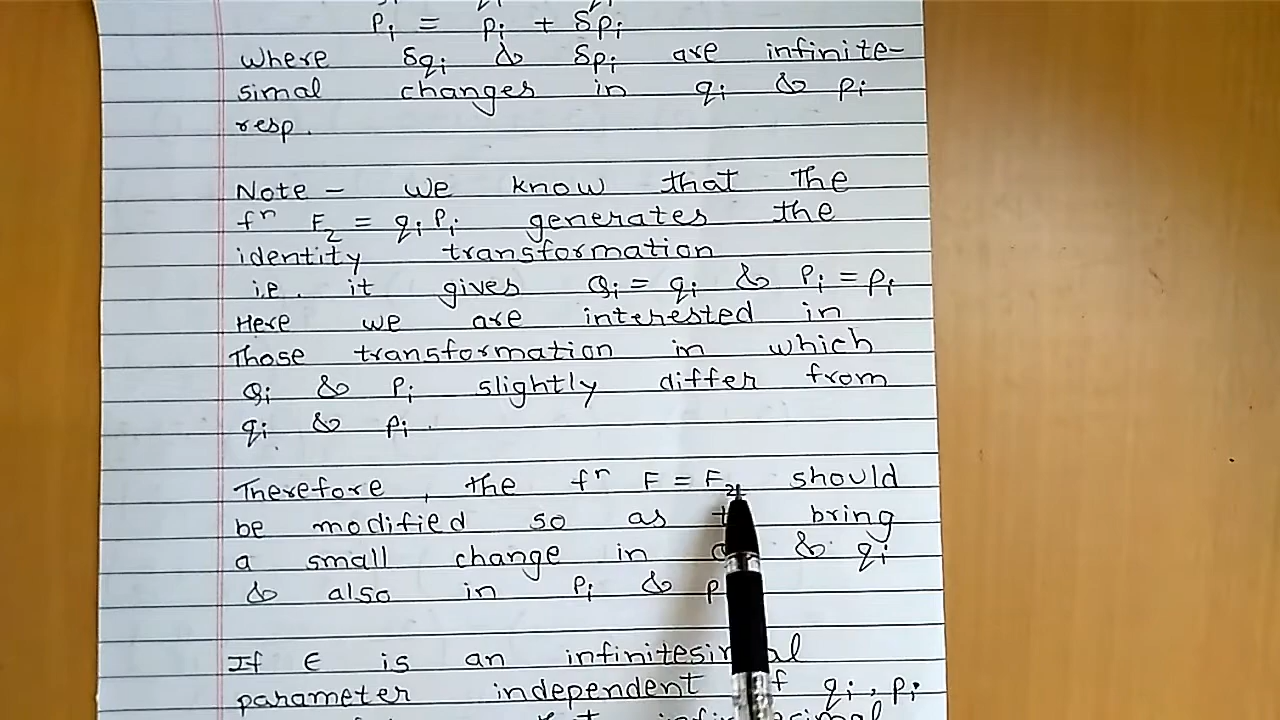 Pi = pi + δpi
Where δqi & δpi are infinite-
simal changes in qi & pi
resp.
Note - We know that the
fⁿ F₂ = qi Pi generates the
identity transformation
i.e. it gives Qi = qi & Pi = pi
Here we are interested in
Those transformation in which
Qi & Pi slightly differ from
qi & pi.
Therefore, the fⁿ F = F₂ should
be modified so as bring
a small change in & qi
& also in Pi & p
If ϵ is an infinitesimal
parameter independent qi, pi